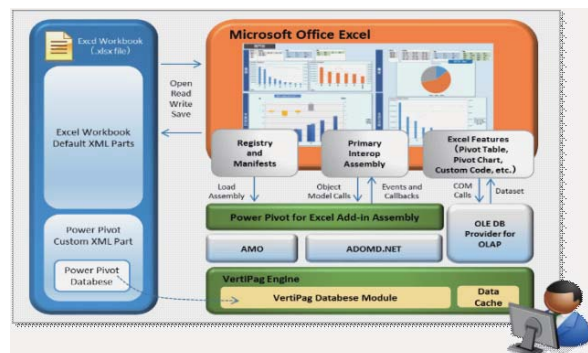 Excd Workbook
(.xlsx file)
Excel Workbook
Default XML Parts
Power Pivot
Custom XML Part
Power Pivot
Databese
Open
Read
Write
Save
Microsoft Office Excel
Registry
and
Manifests
Primary
Interop
Assembly
Excel Features
(Pivot Table,
Pivot Chart,
Custom Code, etc.)
Load
Assembly
Object
Model Calls
Events and
Callbacks
COM
Calls
Dataset
Power Pivot for Excel Add-in Assembly
AMO
ADOMD.NET
OLE DB
Provider for
OLAP
VertiPag Engine
VertiPag Databese Module
Data
Cache